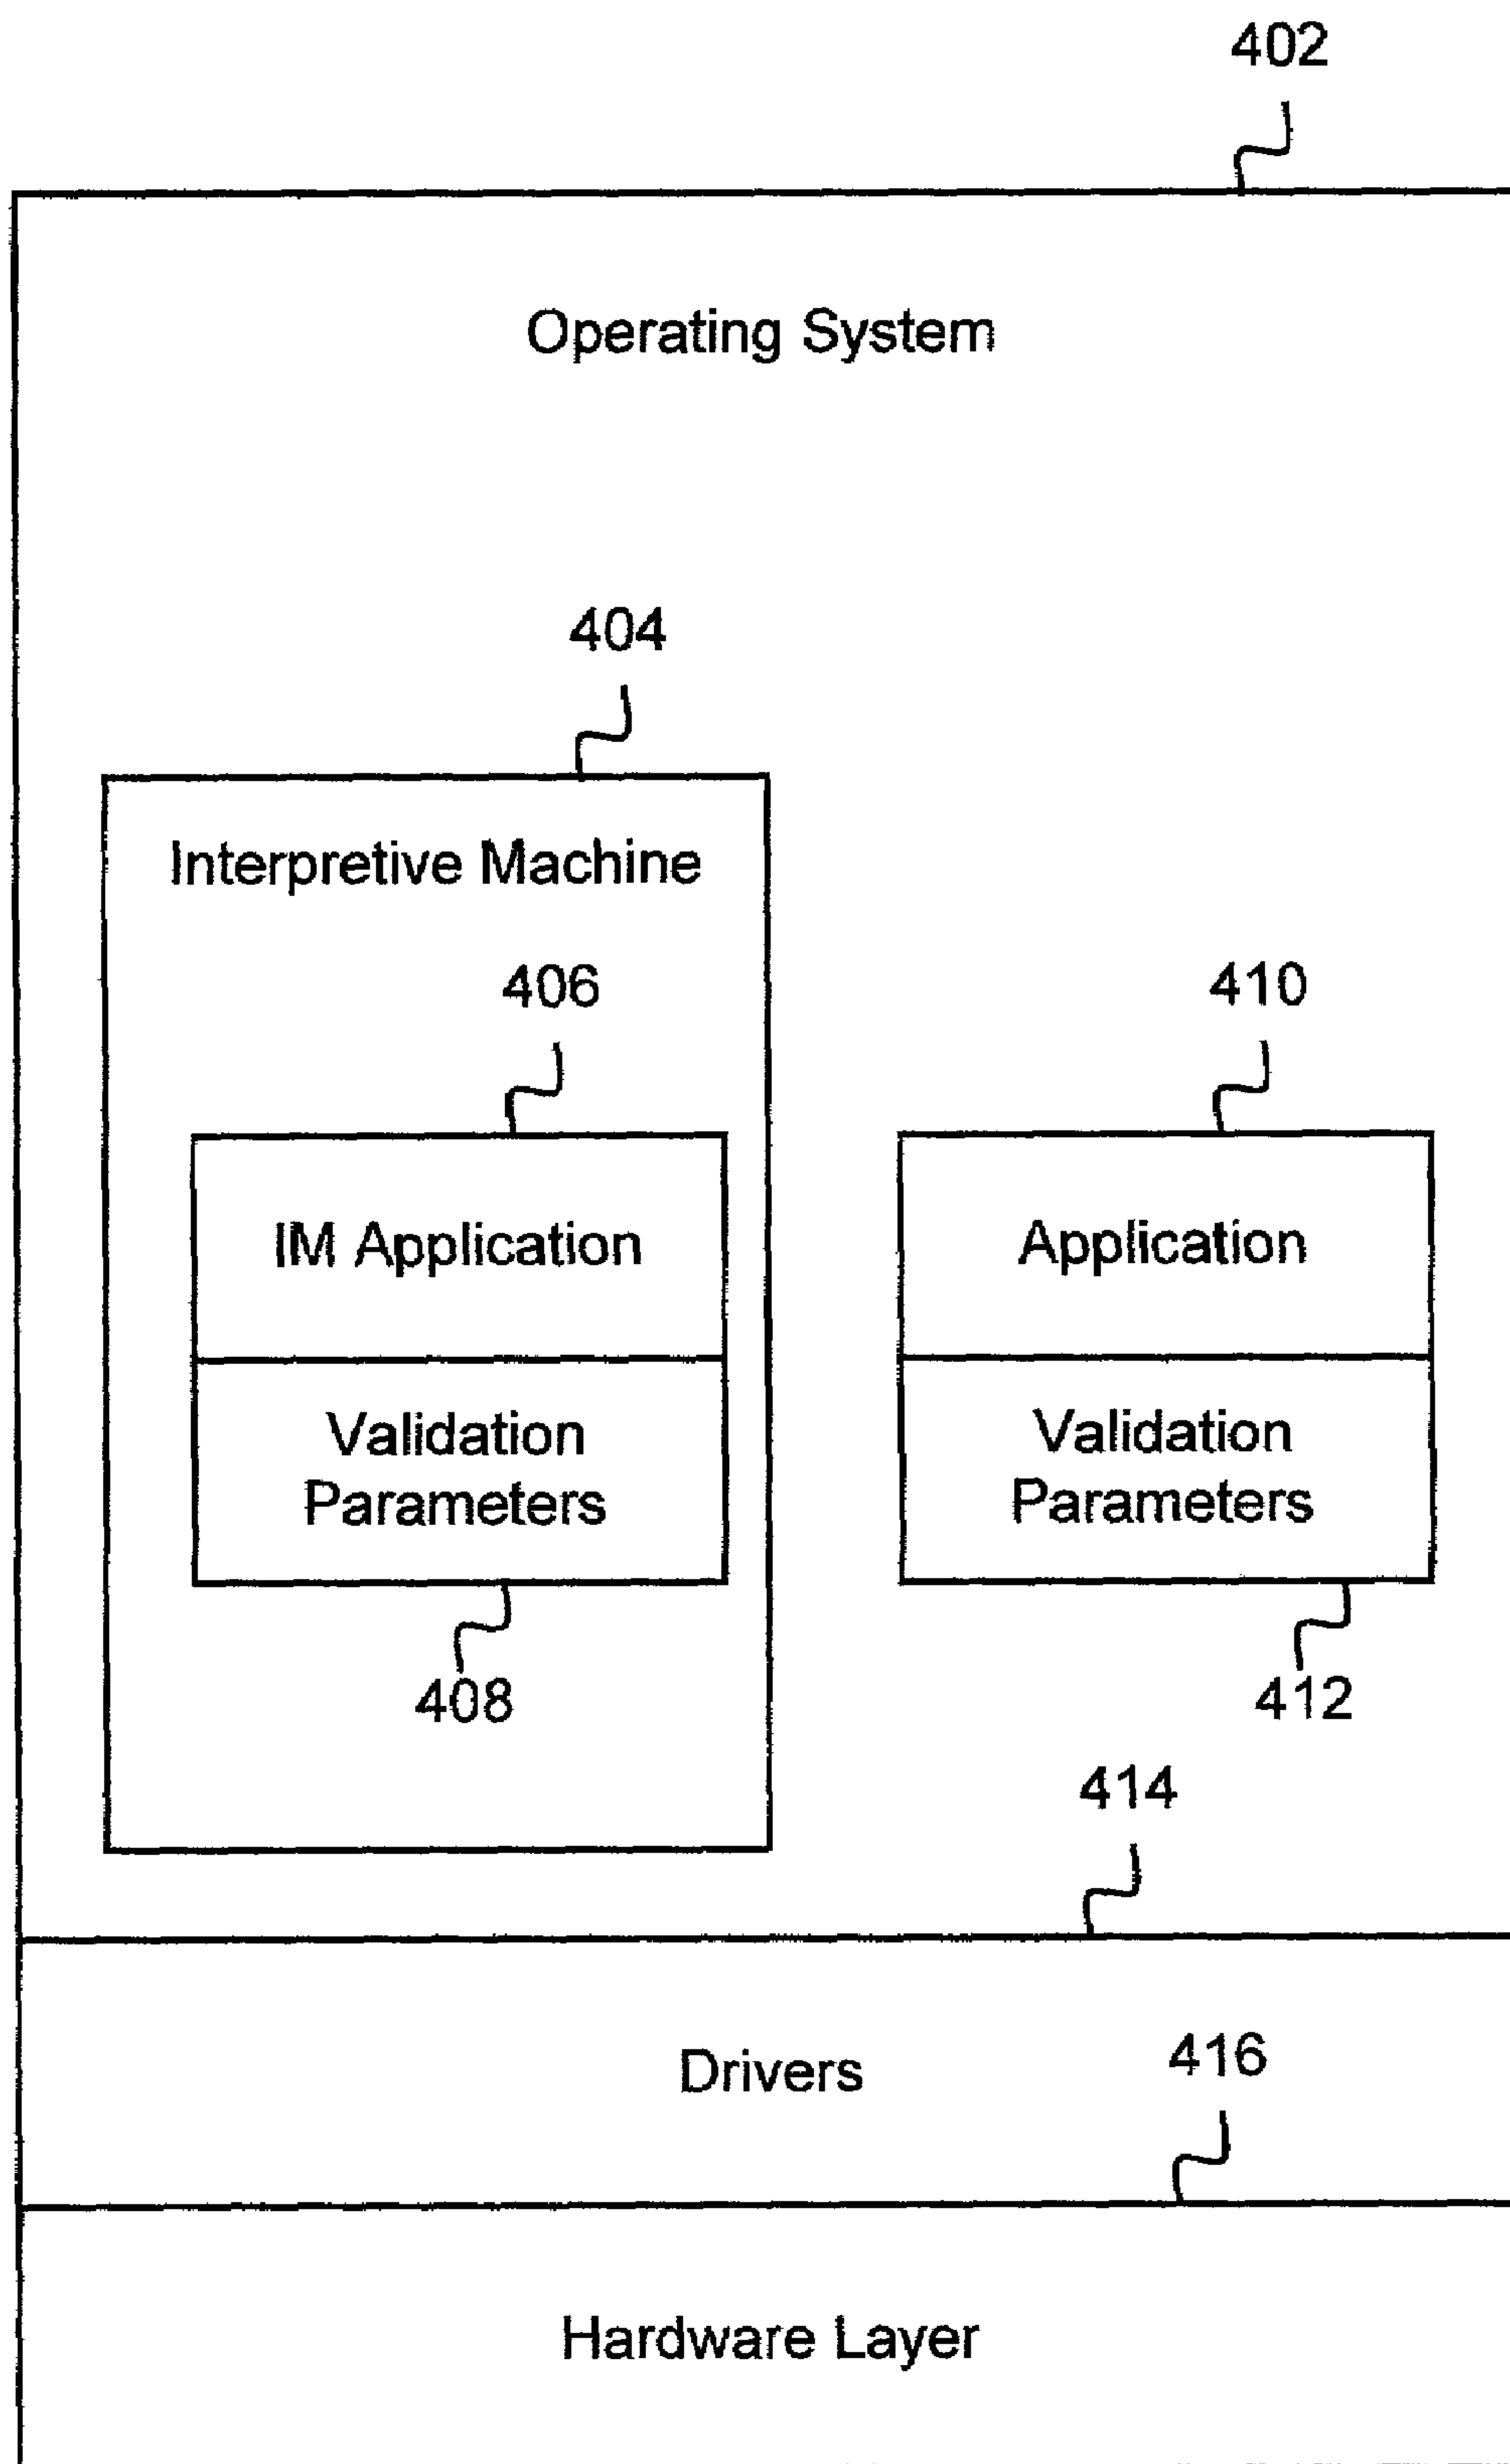 402
Operating System
404
Interpretive Machine
406
410
IM Application
Application
Validation
Parameters
Validation
Parameters
408
412
414
Drivers
416
Hardware Layer